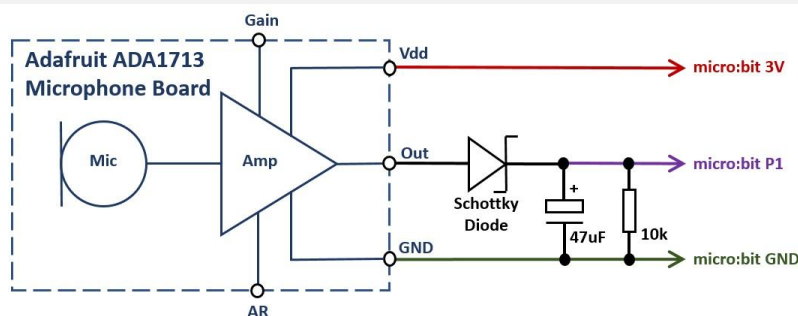 Gain
Adafruit ADA1713
Microphone Board
Vdd
micro:bit 3V
Mic
Amp
Out
micro:bit P1
Schottky
Diode
+
47uF
10k
GND
micro:bit GND
AR